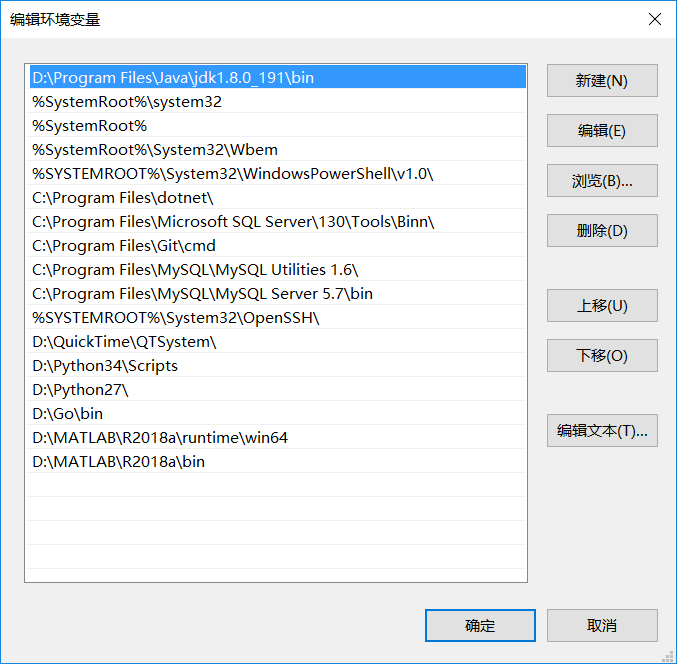 编辑环境变量
D:\Program Files\Java\jdk1.8.0_191\bin
%SystemRoot%\system32
%SystemRoot%
%SystemRoot%\System32\Wbem
%SYSTEMROOT%\System32\WindowsPowerShell\v1.0\
C:\Program Files\dotnet\
C:\Program Files\Microsoft SQL Server\130\Tools\Binn\
C:\Program Files\Git\cmd
C:\Program Files\MySQL\MySQL Utilities 1.6\
C:\Program Files\MySQL\MySQL Server 5.7\bin
%SYSTEMROOT%\System32\OpenSSH\
D:\QuickTime\QTSystem\
D:\Python34\Scripts
D:\Python27\
D:\Go\bin
D:\MATLAB\R2018a\runtime\win64
D:\MATLAB\R2018a\bin
新建(N)
编辑(E)
浏览(B)...
删除(D)
上移(U)
下移(O)
编辑文本(T)...
确定
取消